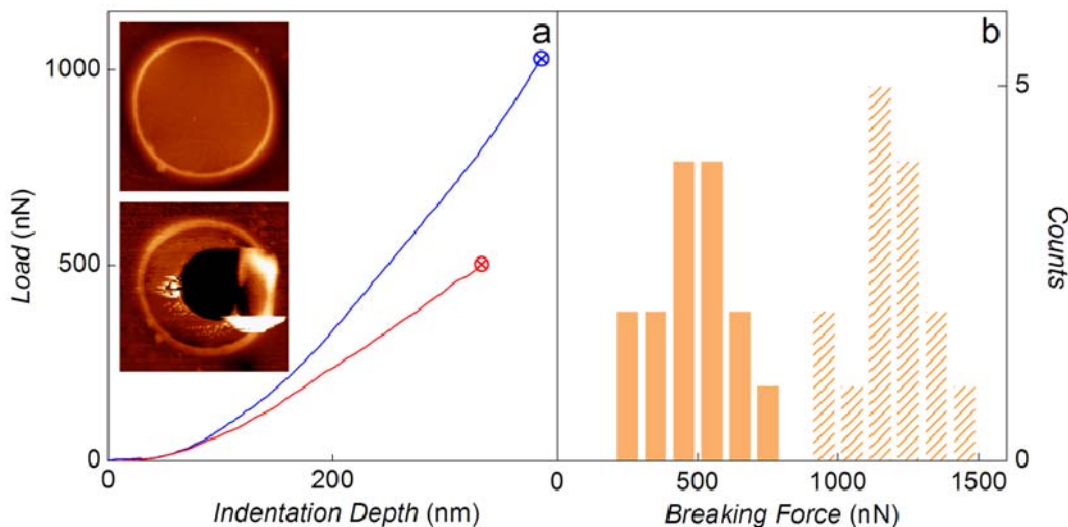 a
b
1000
500
0
Load (nN)
0
200
Indentation Depth (nm)
5
0
Counts
0
500
1000
1500
Breaking Force (nN)